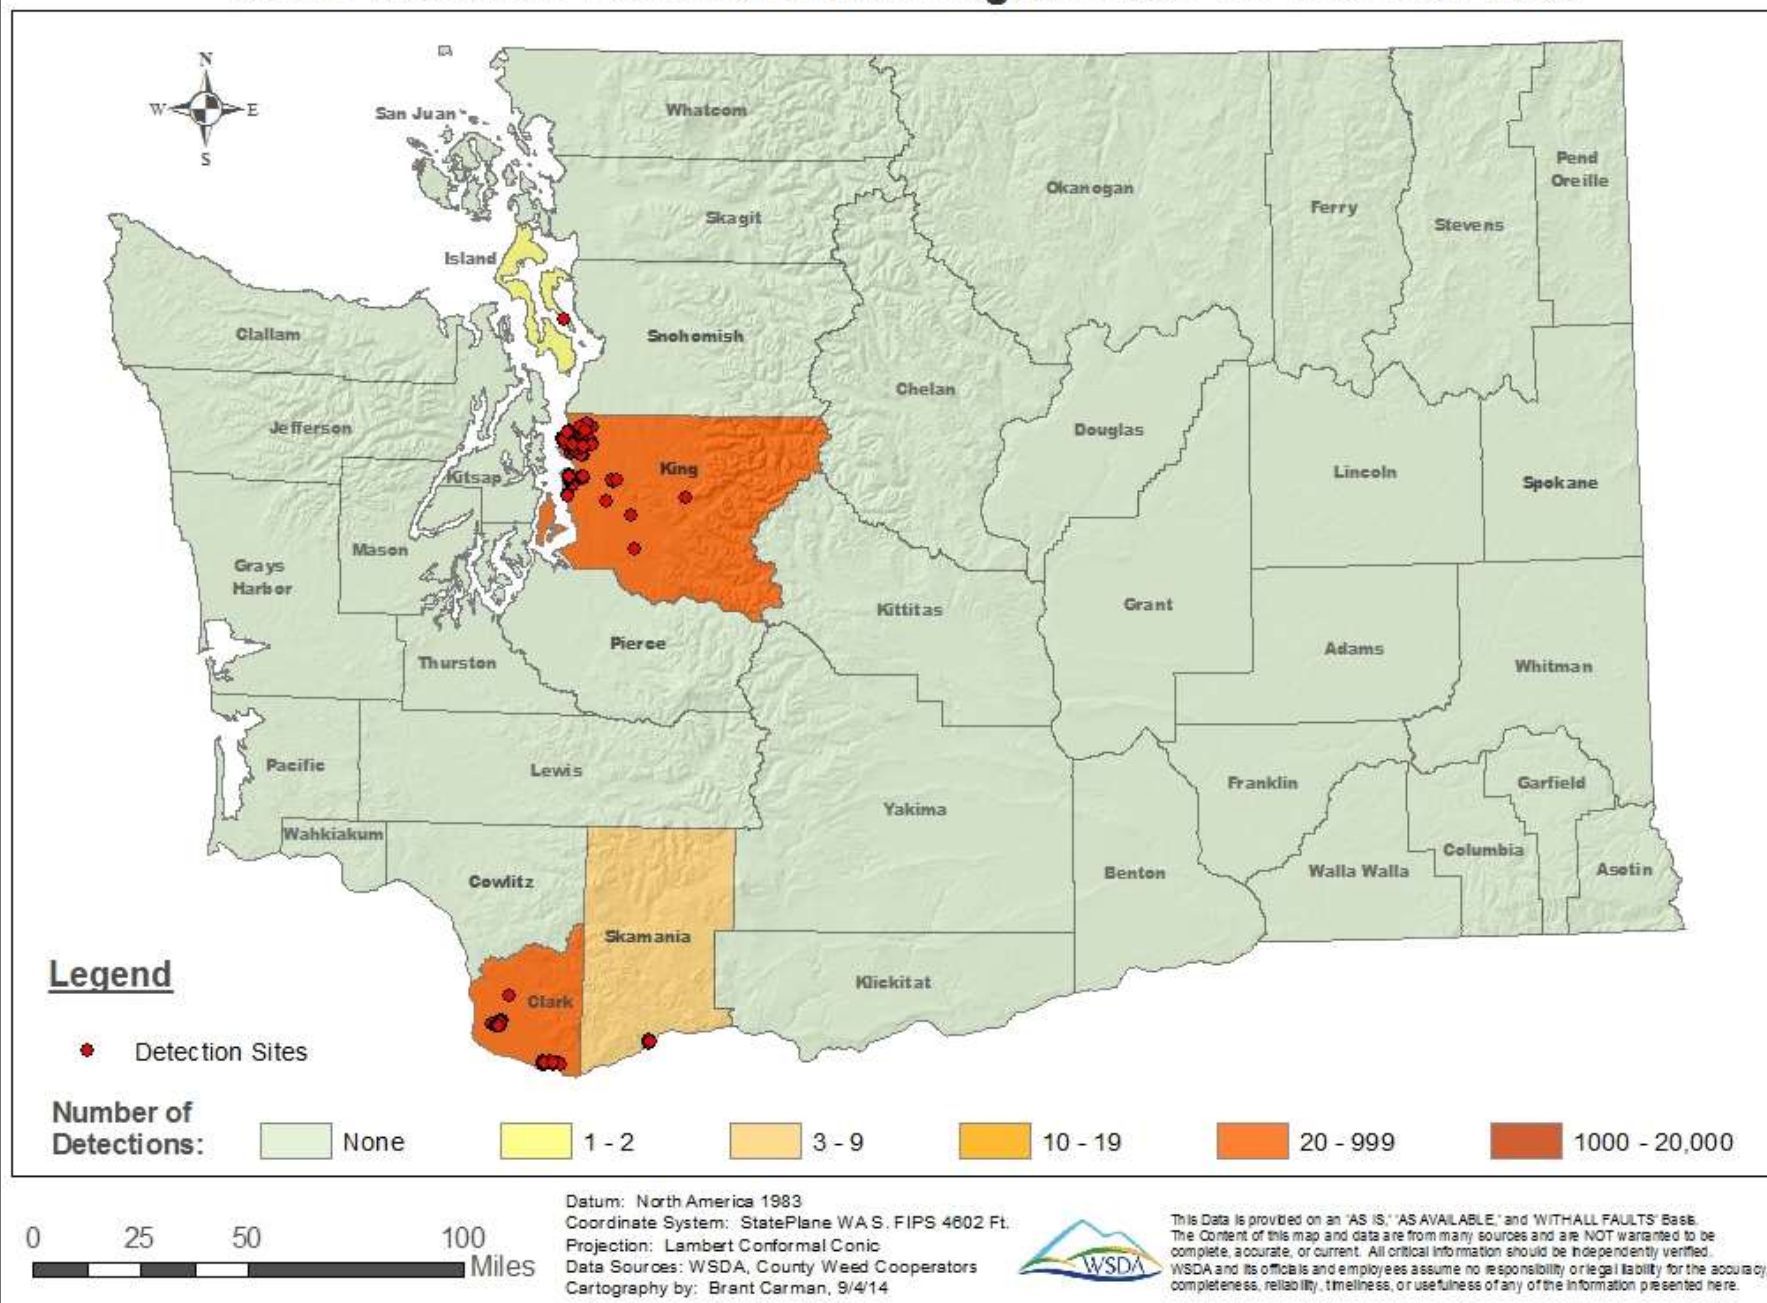 N
W E
S
San Juan
Whatcom
Okanogan
Ferry
Stevens
Pend
Oreille
Skagit
Island
Clallam
Snohomish
Chelan
Jefferson
Douglas
King
Kitsap
Lincoln
Spokane
Mason
Grays
Harbor
Kittitas
Grant
Pierce
Thurston
Adams
Whitman
Pacific
Lewis
Yakima
Franklin
Garfield
Wahkiakum
Cowlitz
Benton
Walla Walla
Columbia
Asotin
Skamania
Klickitat
Clark
Legend
Detection Sites
Number of
Detections:
None
1 - 2
3 - 9
10 - 19
20 - 999
1000 - 20,000
0 25 50 100
Miles
Datum: North America 1983
Coordinate System: StatePlane WA S. FIPS 4602 Ft.
Projection: Lambert Conformal Conic
Data Sources: WSDA, County Weed Cooperators
Cartography by: Brant Carman, 9/4/14
WSDA
This Data is provided on an 'AS IS,' 'AS AVAILABLE,' and 'WITH ALL FAULTS' Basis.
The Content of this map and data are from many sources and are NOT warranted to be
complete, accurate, or current. All critical information should be independently verified.
WSDA and its officials and employees assume no responsibility or legal liability for the accuracy,
completeness, reliability, timeliness, or usefulness of any of the information presented here.